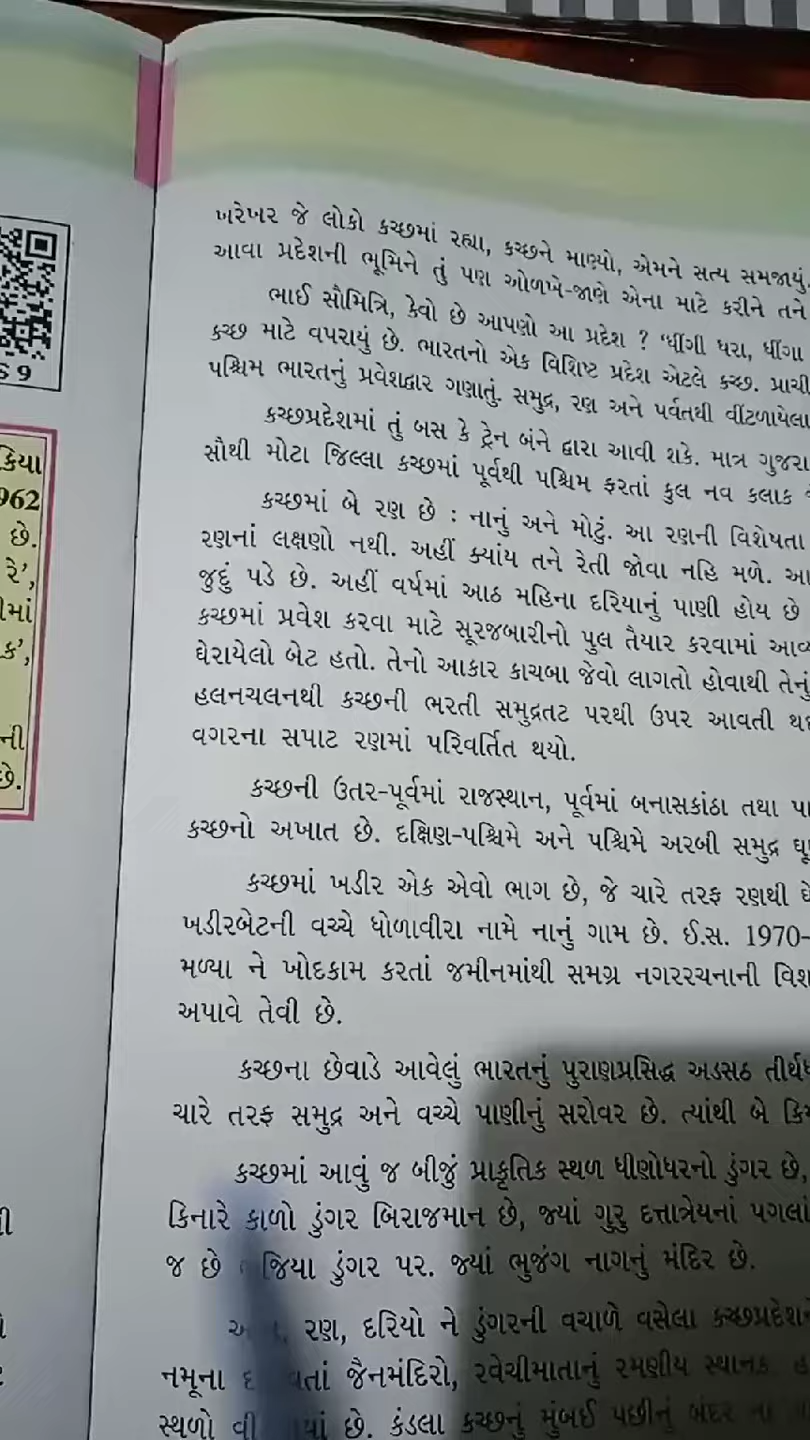 ખરેખર જે લોકો કચ્છમાં રહ્યા, કચ્છને માણ્યો, એમને સત્ય સમજાયું.
આવા પ્રદેશની ભૂમિને તું પણ ઓળખે-જાણે એના માટે કરીને તને
ભાઈ સૌમિત્રિ, કેવો છે આપણો આ પ્રદેશ ? ‘ધીંગી ધરા, ધીંગા
કચ્છ માટે વપરાયું છે. ભારતનો એક વિશિષ્ટ પ્રદેશ એટલે કચ્છ. પ્રાચી
પશ્ચિમ ભારતનું પ્રવેશદ્વાર ગણાતું. સમુદ્ર, રણ અને પર્વતથી વીંટળાયેલા
કચ્છપ્રદેશમાં તું બસ કે ટ્રેન બંને દ્વારા આવી શકે. માત્ર ગુજરા
સૌથી મોટા જિલ્લા કચ્છમાં પૂર્વથી પશ્ચિમ ફરતાં કુલ નવ કલાક
કચ્છમાં બે રણ છે : નાનું અને મોટું. આ રણની વિશેષતા
રણનાં લક્ષણો નથી. અહીં ક્યાંય તને રેતી જોવા નહિ મળે. આ
જુદું પડે છે. અહીં વર્ષમાં આઠ મહિના દરિયાનું પાણી હોય છે
કચ્છમાં પ્રવેશ કરવા માટે સૂરજબારીનો પુલ તૈયાર કરવામાં આવ્ય
ઘેરાયેલો બેટ હતો. તેનો આકાર કાચબા જેવો લાગતો હોવાથી તેનું
હલનચલનથી કચ્છની ભરતી સમુદ્રતટ પરથી ઉપર આવતી થઇ
વગરના સપાટ રણમાં પરિવર્તિત થયો.
કચ્છની ઉત્તર-પૂર્વમાં રાજસ્થાન, પૂર્વમાં બનાસકાંઠા તથા પા
કચ્છનો અખાત છે. દક્ષિણ-પશ્ચિમે અને પશ્ચિમે અરબી સમુદ્ર ઘૂ
કચ્છમાં ખડીર એક એવો ભાગ છે, જે ચારે તરફ રણથી ઘે
ખડીરબેટની વચ્ચે ધોળાવીરા નામે નાનું ગામ છે. ઈ.સ. 1970-
મળ્યા ને ખોદકામ કરતાં જમીનમાંથી સમગ્ર નગરરચનાની વિશ
અપાવે તેવી છે.
કચ્છના છેવાડે આવેલું ભારતનું પુરાણપ્રસિદ્ધ અડસઠ તીર્થધ
ચારે તરફ સમુદ્ર અને વચ્ચે પાણીનું સરોવર છે. ત્યાંથી બે કિમ
કચ્છમાં આવું જ બીજું પ્રાકૃતિક સ્થળ ધીણોધરનો ડુંગર છે,
કિનારે કાળો ડુંગર બિરાજમાન છે, જ્યાં ગુરુ દત્તાત્રેયનાં પગલાં
જ છે જિયા ડુંગર પર. જ્યાં ભુજંગ નાગનું મંદિર છે.
રણ, દરિયો ને ડુંગરની વચાળે વસેલા કચ્છપ્રદેશને
નમૂના જૈનમંદિરો, રવેચીમાતાનું રમણીય સ્થાનક
સ્થળો છે. કંડલા કચ્છનું મુંબઈ પછીનું બંદર
S 9
કિયા
962
છે.
રે’,
ીમાં
ક’,
ની
છે.